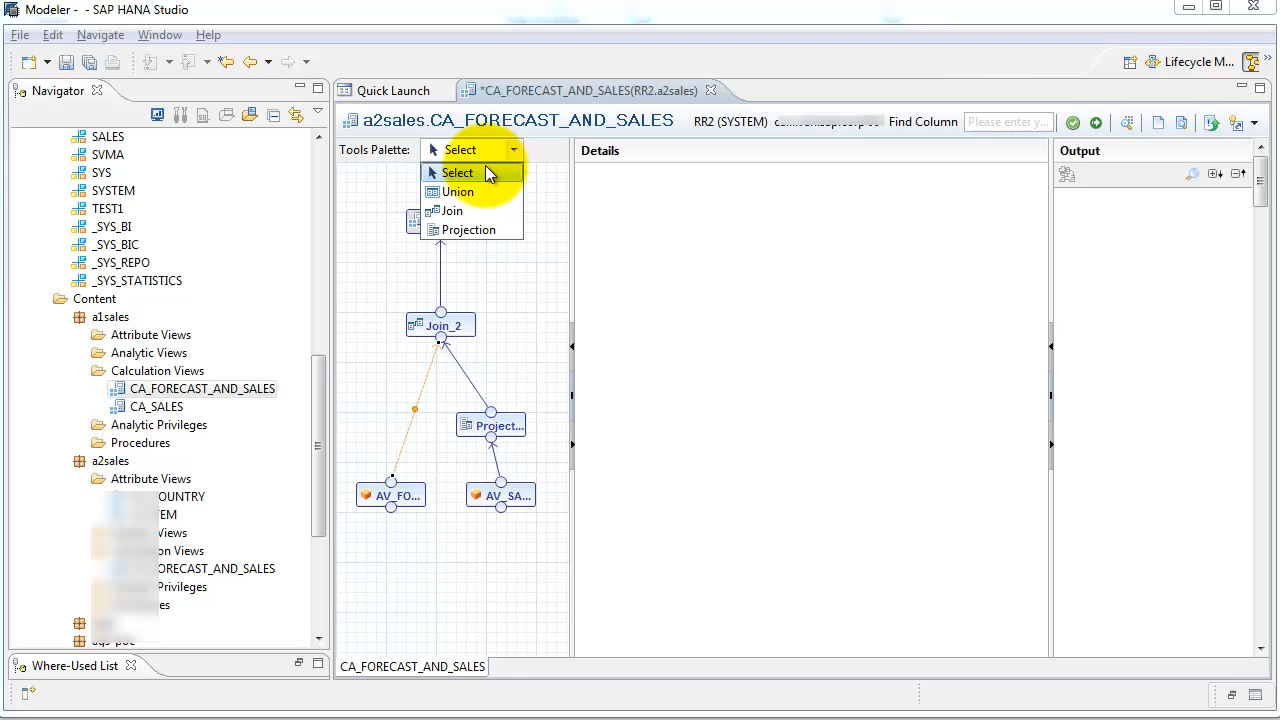 Modeler - - SAP HANA Studio
File Edit Navigate Window Help
Lifecycle M... »
Navigator
Quick Launch
*CA_FORECAST_AND_SALES(RR2.a2sales)
a2sales.CA_FORECAST_AND_SALES
RR2 (SYSTEM)
Find Column
Please enter y...
Tools Palette:
Select
Details
Output
Select
Union
Join
Projection
SALES
SVMA
SYS
SYSTEM
TEST1
_SYS_BI
_SYS_BIC
_SYS_REPO
_SYS_STATISTICS
Content
a1sales
Attribute Views
Analytic Views
Calculation Views
CA_FORECAST_AND_SALES
CA_SALES
Analytic Privileges
Procedures
a2sales
Attribute Views
OUNTRY
TEM
Views
on Views
ORECAST_AND_SALES
Privileges
es
Join_2
Project...
AV_FO...
AV_SA...
Where-Used List
CA_FORECAST_AND_SALES